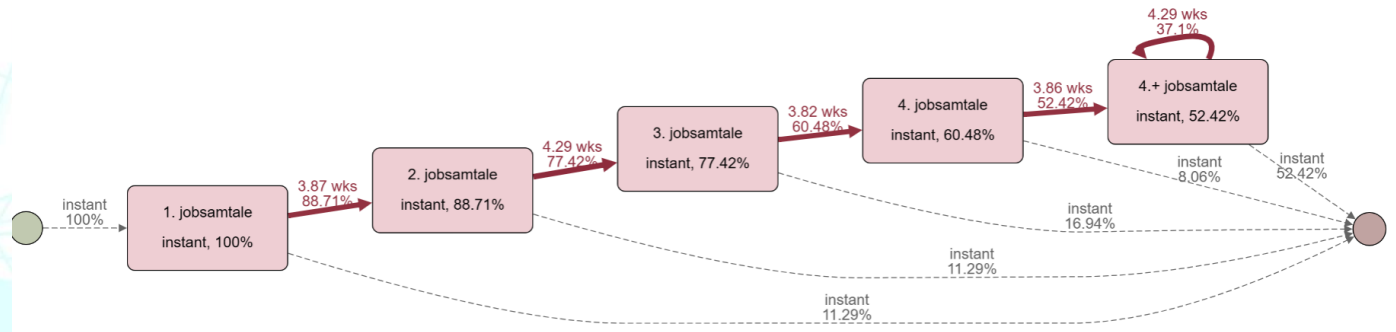 instant
100%
1. jobsamtale
instant, 100%
3.87 wks
88.71%
2. jobsamtale
instant, 88.71%
4.29 wks
77.42%
3. jobsamtale
instant, 77.42%
3.82 wks
60.48%
4. jobsamtale
instant, 60.48%
3.86 wks
52.42%
4.29 wks
37.1%
4.+ jobsamtale
instant, 52.42%
instant
52.42%
instant
8.06%
instant
16.94%
instant
11.29%
instant
11.29%